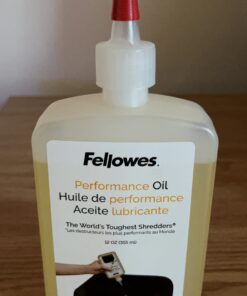 Fellowes.
Performance Oil
Huile de performance
Aceite lubricante
The World's Toughest Shredders®
*Les destructeurs les plus performants au Monde
12 OZ (355 ml)